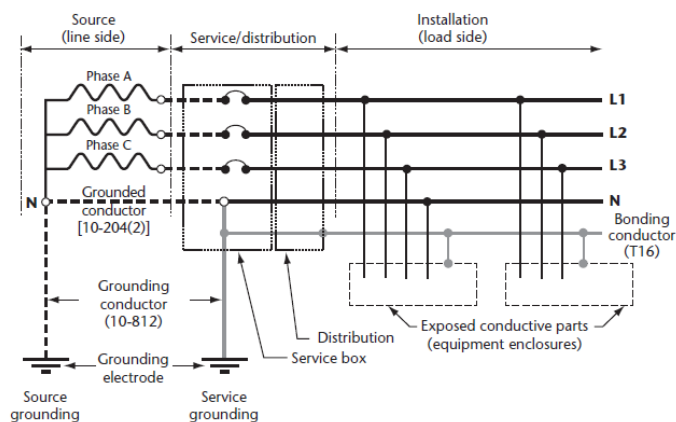 Source
(line side)
Service/distribution
Installation
(load side)
Phase A
Phase B
Phase C
L1
L2
L3
N
N
Grounded
conductor
[10-204(2)]
Bonding
conductor
(T16)
Grounding
conductor
(10-812)
Distribution
Service box
Exposed conductive parts
(equipment enclosures)
Grounding
electrode
Source
grounding
Service
grounding